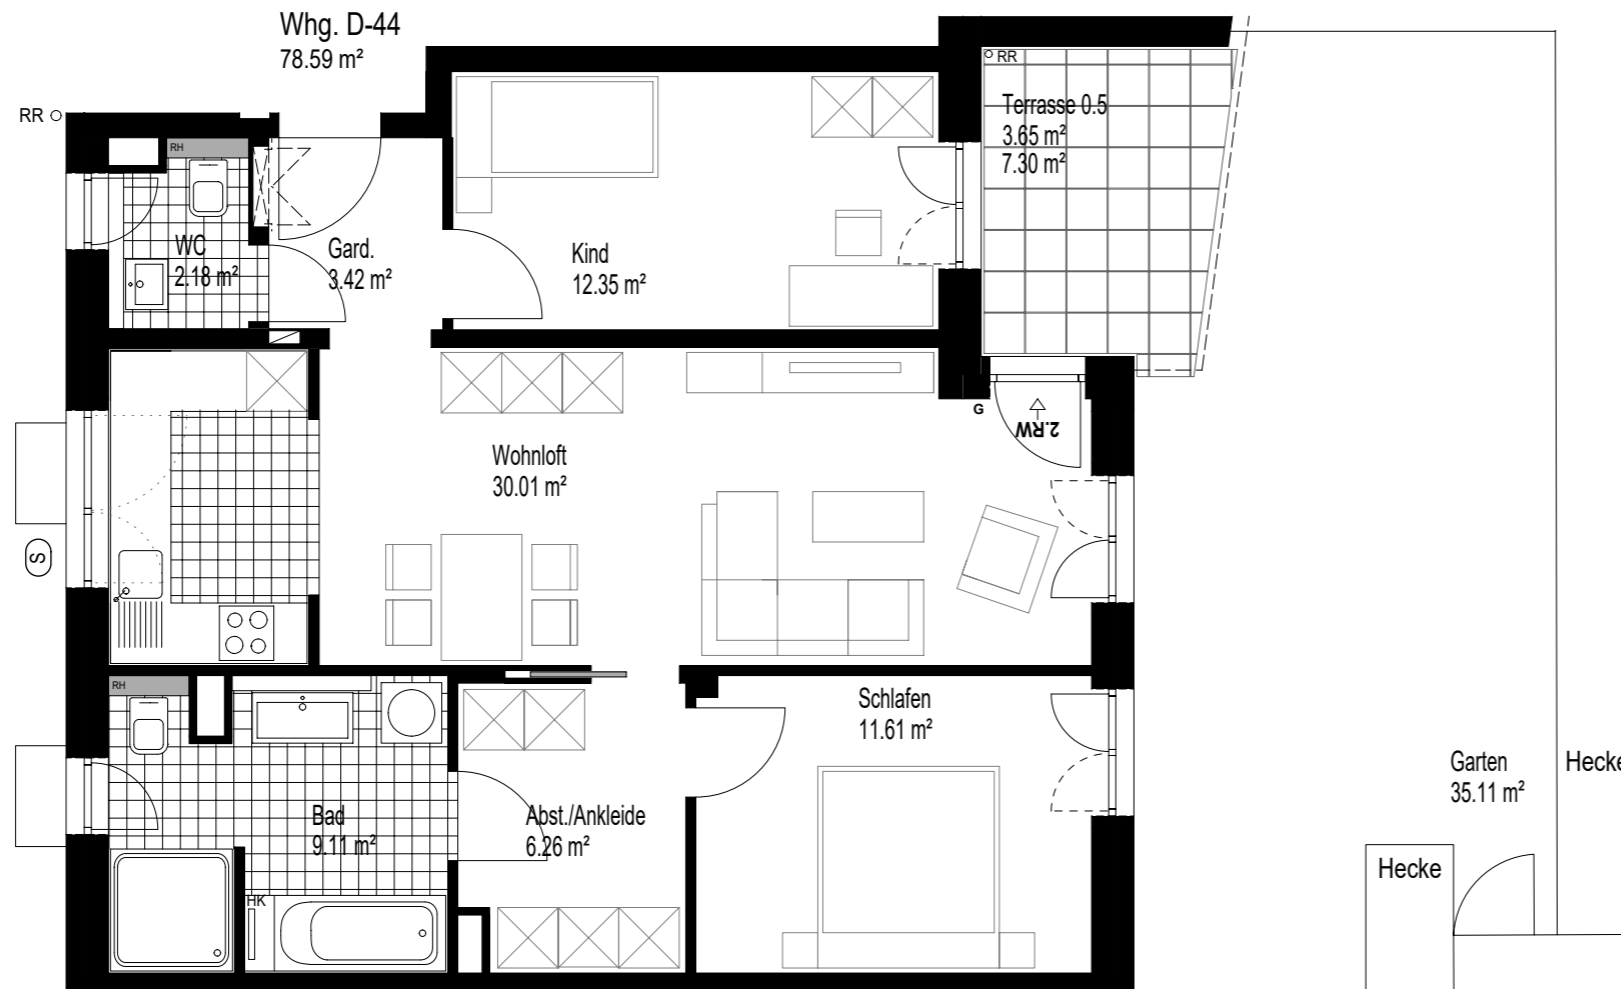 Whg. D-44
78.59 m²
RR
RR
Terrasse 0.5
3.65 m²
7.30 m²
RH
WC
2.18 m²
Gard.
3.42 m²
Kind
12.35 m²
G
2.RW
Wohnloft
30.01 m²
S
RH
Schlafen
11.61 m²
Garten
35.11 m²
Hecke
Bad
9.11 m²
Abst./Ankleide
6.26 m²
Hecke
HK